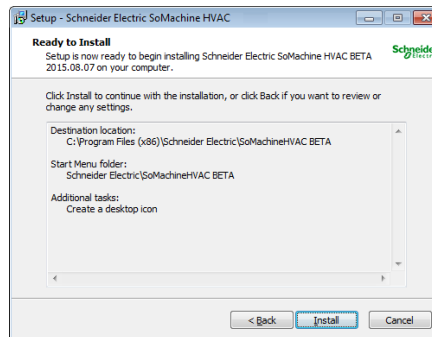 Setup - Schneider Electric SoMachine HVAC
Ready to Install
Setup is now ready to begin installing Schneider Electric SoMachine HVAC BETA
2015.08.07 on your computer.
Schneide
Electr
Click Install to continue with the installation, or click Back if you want to review or
change any settings.
Destination location:
C:\Program Files (x86)\Schneider Electric\SoMachineHVAC BETA
Start Menu folder:
Schneider Electric\SoMachineHVAC BETA
Additional tasks:
Create a desktop icon
< Back
Install
Cancel